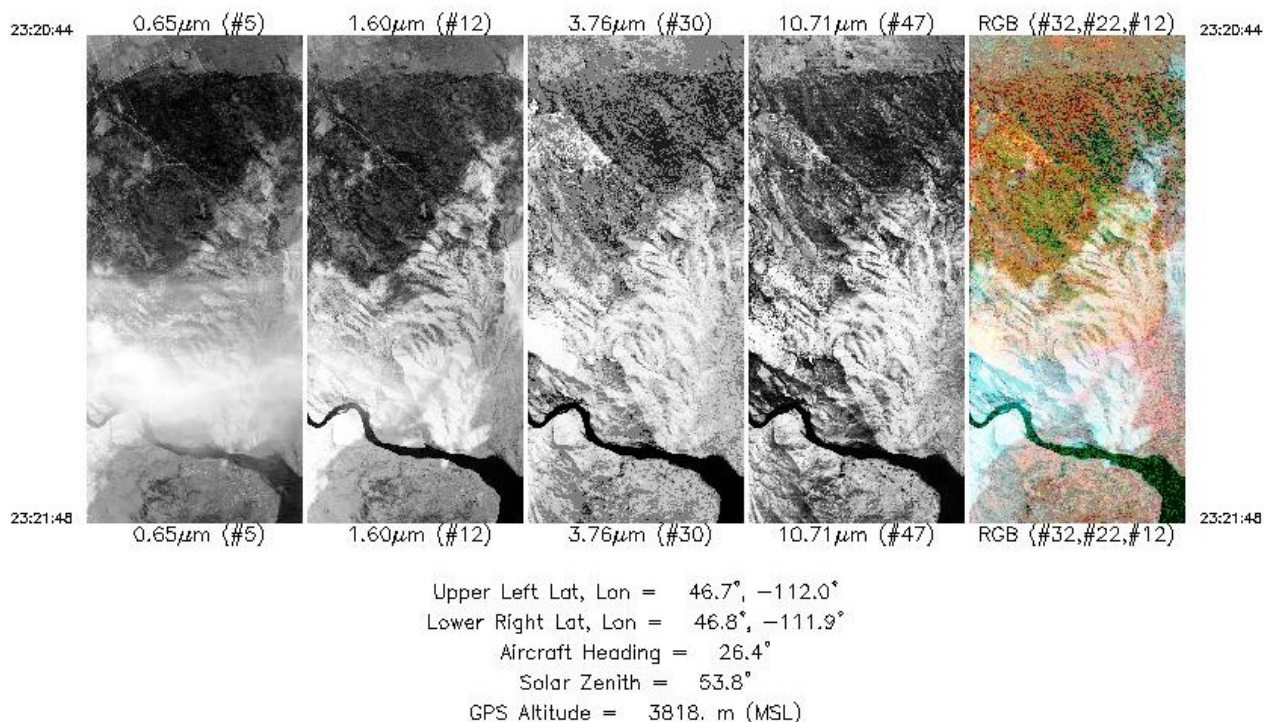 0.65μm (#5) 1.60μm (#12) 3.76μm (#30) 10.71μm (#47) RGB (#32,#22,#12)
23:20:44 23:20:44
23:21:48 23:21:48
0.65μm (#5) 1.60μm (#12) 3.76μm (#30) 10.71μm (#47) RGB (#32,#22,#12)
Upper Left Lat, Lon = 46.7°, −112.0°
Lower Right Lat, Lon = 46.8°, −111.9°
Aircraft Heading = 26.4°
Solar Zenith = 53.8°
GPS Altitude = 3818. m (MSL)